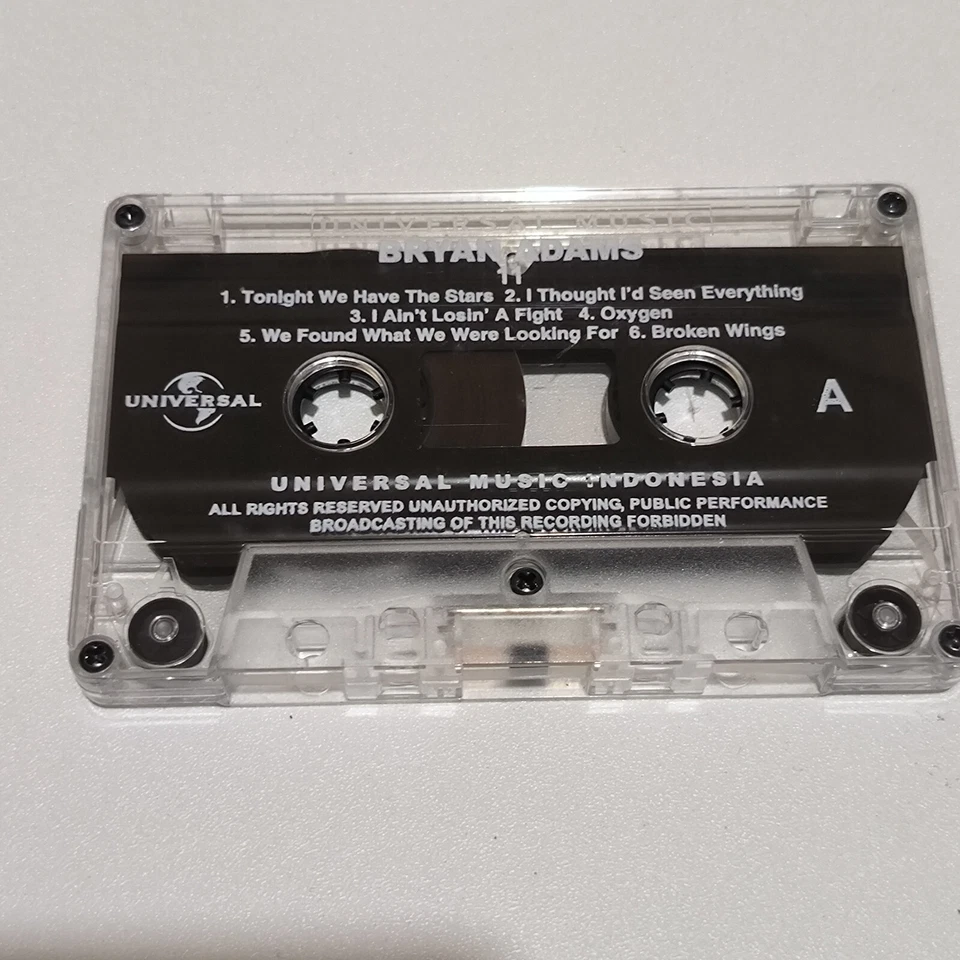 UNIVERSAL MUSIC
BRYAN ADAMS
11
1. Tonight We Have The Stars 2. I Thought I'd Seen Everything
3. I Ain't Losin' A Fight 4. Oxygen
5. We Found What We Were Looking For 6. Broken Wings
UNIVERSAL
A
UNIVERSAL MUSIC INDONESIA
ALL RIGHTS RESERVED UNAUTHORIZED COPYING, PUBLIC PERFORMANCE
BROADCASTING OF THIS RECORDING FORBIDDEN